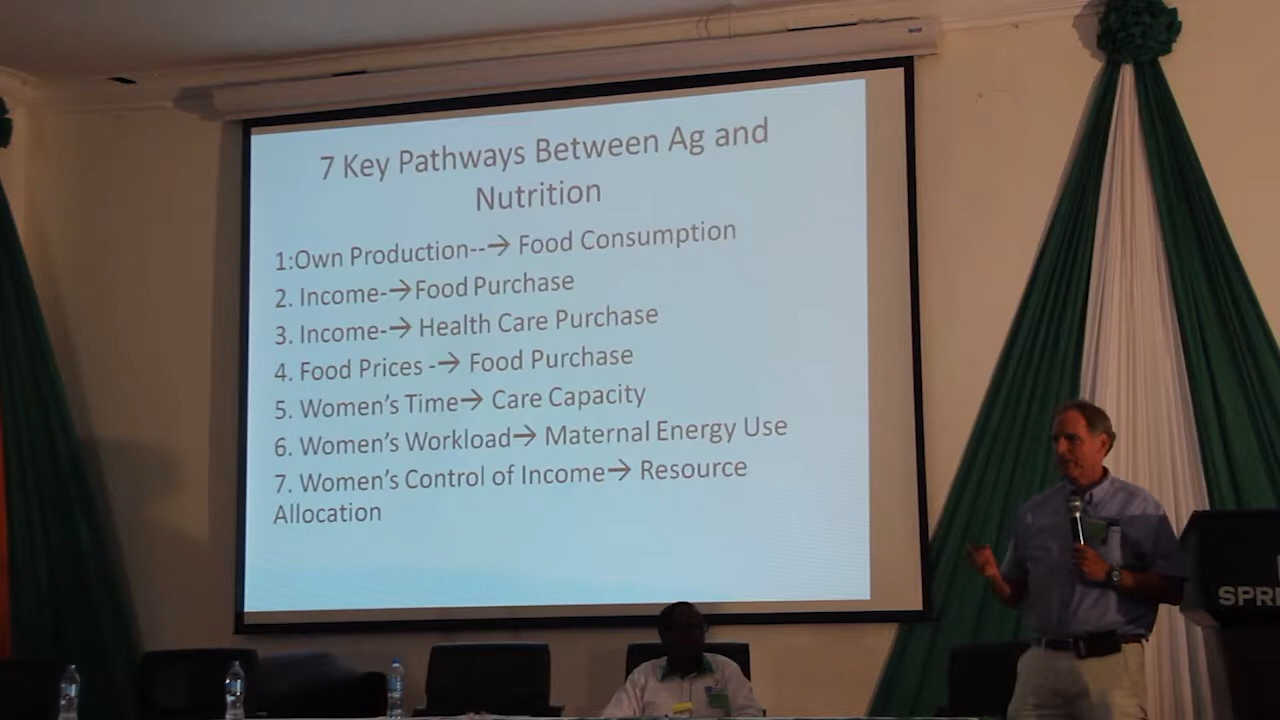 7 Key Pathways Between Ag and
Nutrition
1:Own Production--→ Food Consumption
2. Income-→Food Purchase
3. Income-→ Health Care Purchase
4. Food Prices -→ Food Purchase
5. Women's Time→ Care Capacity
6. Women's Workload→ Maternal Energy Use
7. Women's Control of Income→ Resource
Allocation